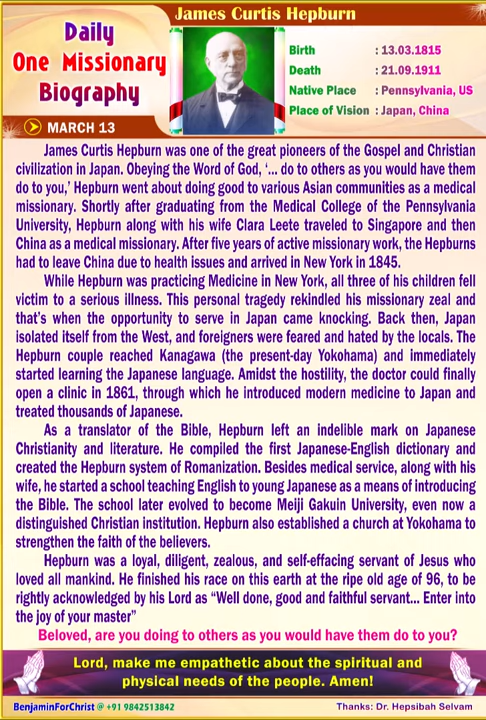 James Curtis Hepburn
Daily
One Missionary
Biography
MARCH 13
Birth : 13.03.1815
Death : 21.09.1911
Native Place : Pennsylvania, US
Place of Vision : Japan, China
James Curtis Hepburn was one of the great pioneers of the Gospel and Christian
civilization in Japan. Obeying the Word of God, ‘... do to others as you would have them
do to you,’ Hepburn went about doing good to various Asian communities as a medical
missionary. Shortly after graduating from the Medical College of the Pennsylvania
University, Hepburn along with his wife Clara Leete traveled to Singapore and then
China as a medical missionary. After five years of active missionary work, the Hepburns
had to leave China due to health issues and arrived in New York in 1845.
While Hepburn was practicing Medicine in New York, all three of his children fell
victim to a serious illness. This personal tragedy rekindled his missionary zeal and
that’s when the opportunity to serve in Japan came knocking. Back then, Japan
isolated itself from the West, and foreigners were feared and hated by the locals. The
Hepburn couple reached Kanagawa (the present-day Yokohama) and immediately
started learning the Japanese language. Amidst the hostility, the doctor could finally
open a clinic in 1861, through which he introduced modern medicine to Japan and
treated thousands of Japanese.
As a translator of the Bible, Hepburn left an indelible mark on Japanese
Christianity and literature. He compiled the first Japanese-English dictionary and
created the Hepburn system of Romanization. Besides medical service, along with his
wife, he started a school teaching English to young Japanese as a means of introducing
the Bible. The school later evolved to become Meiji Gakuin University, even now a
distinguished Christian institution. Hepburn also established a church at Yokohama to
strengthen the faith of the believers.
Hepburn was a loyal, diligent, zealous, and self-effacing servant of Jesus who
loved all mankind. He finished his race on this earth at the ripe old age of 96, to be
rightly acknowledged by his Lord as “Well done, good and faithful servant... Enter into
the joy of your master”
Beloved, are you doing to others as you would have them do to you?
Lord, make me empathetic about the spiritual and
physical needs of the people. Amen!
BenjaminForChrist @ +91 9842513842
Thanks: Dr. Hepsibah Selvam